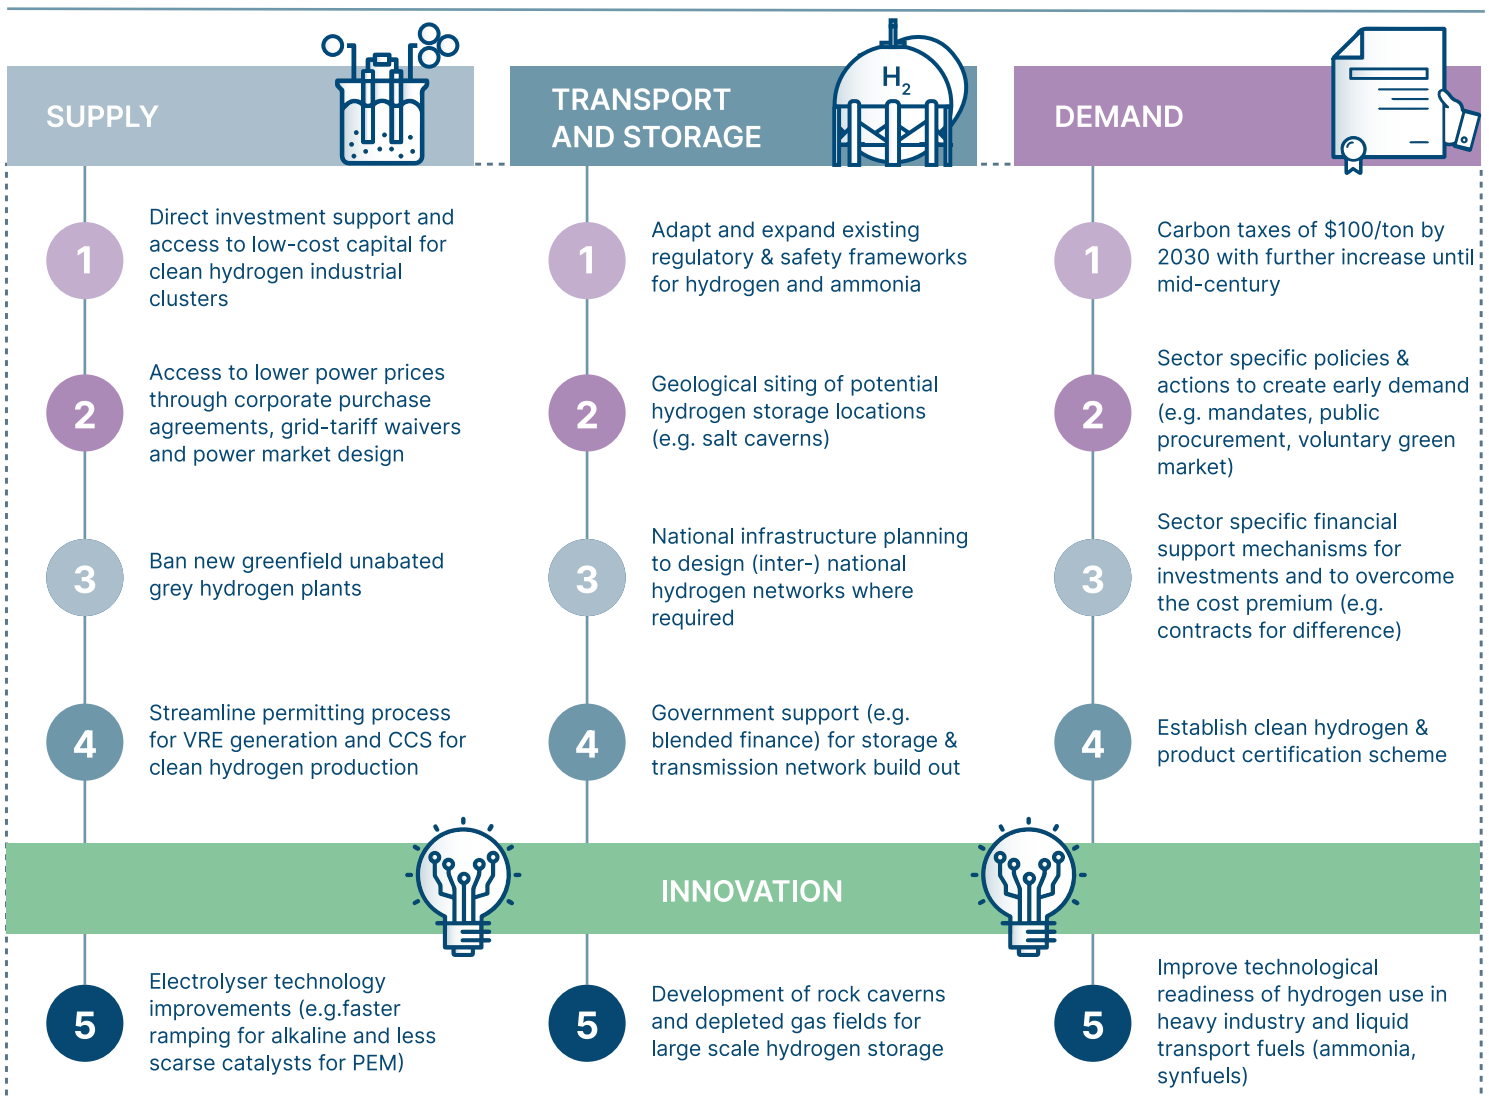 SUPPLY
1
Direct investment support and
access to low-cost capital for
clean hydrogen industrial
clusters
2
Access to lower power prices
through corporate purchase
agreements, grid-tariff waivers
and power market design
3
Ban new greenfield unabated
grey hydrogen plants
4
Streamline permitting process
for VRE generation and CCS for
clean hydrogen production
TRANSPORT
AND STORAGE
H2
1
Adapt and expand existing
regulatory & safety frameworks
for hydrogen and ammonia
2
Geological siting of potential
hydrogen storage locations
(e.g. salt caverns)
3
National infrastructure planning
to design (inter-) national
hydrogen networks where
required
4
Government support (e.g.
blended finance) for storage &
transmission network build out
DEMAND
1
Carbon taxes of $100/ton by
2030 with further increase until
mid-century
2
Sector specific policies &
actions to create early demand
(e.g. mandates, public
procurement, voluntary green
market)
3
Sector specific financial
support mechanisms for
investments and to overcome
the cost premium (e.g.
contracts for difference)
4
Establish clean hydrogen &
product certification scheme
INNOVATION
5
Electrolyser technology
improvements (e.g.faster
ramping for alkaline and less
scarse catalysts for PEM)
5
Development of rock caverns
and depleted gas fields for
large scale hydrogen storage
5
Improve technological
readiness of hydrogen use in
heavy industry and liquid
transport fuels (ammonia,
synfuels)